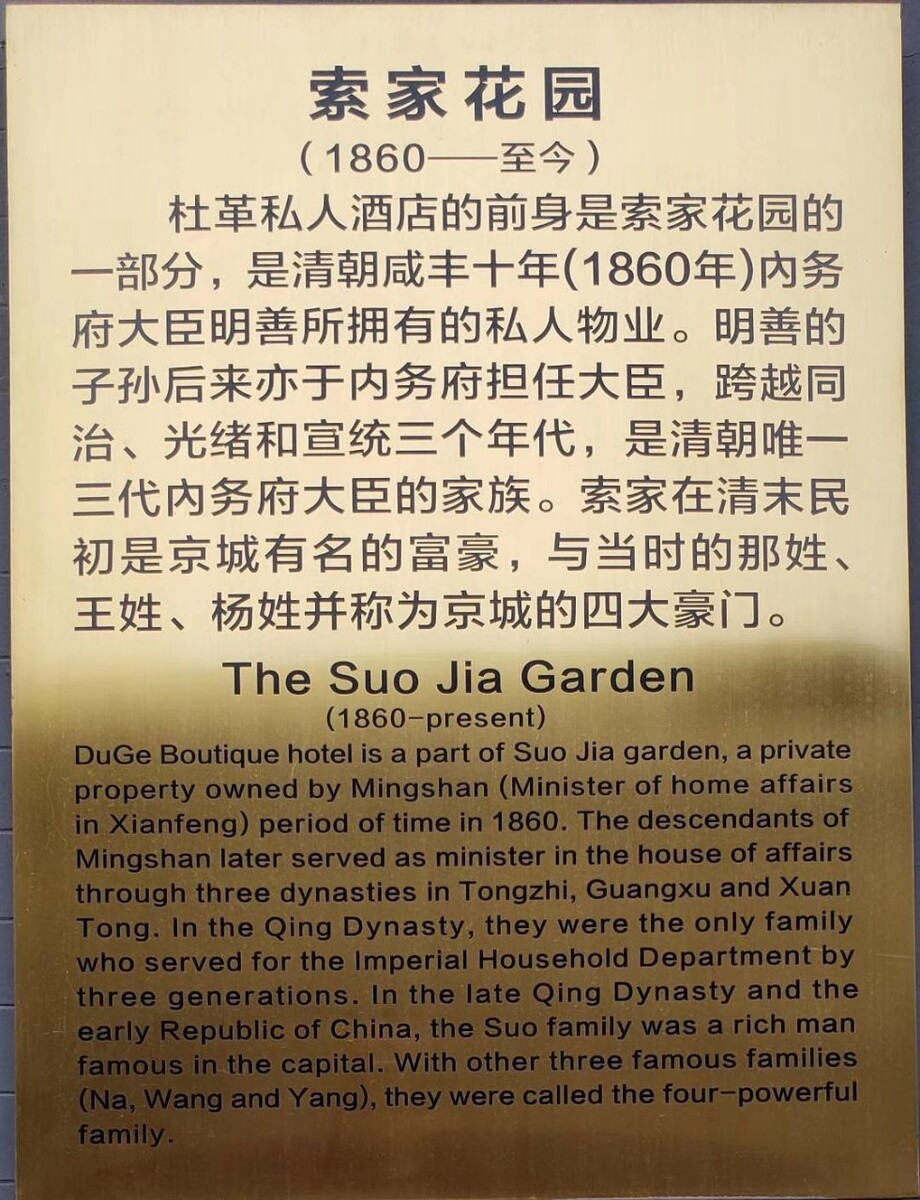 索家花园
（1860——至今）
杜革私人酒店的前身是索家花园的
一部分，是清朝咸丰十年(1860年)内务
府大臣明善所拥有的私人物业。明善的
子孙后来亦于内务府担任大臣，跨越同
治、光绪和宣统三个年代，是清朝唯一
三代内务府大臣的家族。索家在清末民
初是京城有名的富豪，与当时的那姓、
王姓、杨姓并称为京城的四大豪门。
The Suo Jia Garden
(1860-present)
DuGe Boutique hotel is a part of Suo Jia garden, a private
property owned by Mingshan (Minister of home affairs
in Xianfeng) period of time in 1860. The descendants of
Mingshan later served as minister in the house of affairs
through three dynasties in Tongzhi, Guangxu and Xuan
Tong. In the Qing Dynasty, they were the only family
who served for the Imperial Household Department by
three generations. In the late Qing Dynasty and the
early Republic of China, the Suo family was a rich man
famous in the capital. With other three famous families
(Na, Wang and Yang), they were called the four-powerful
family.